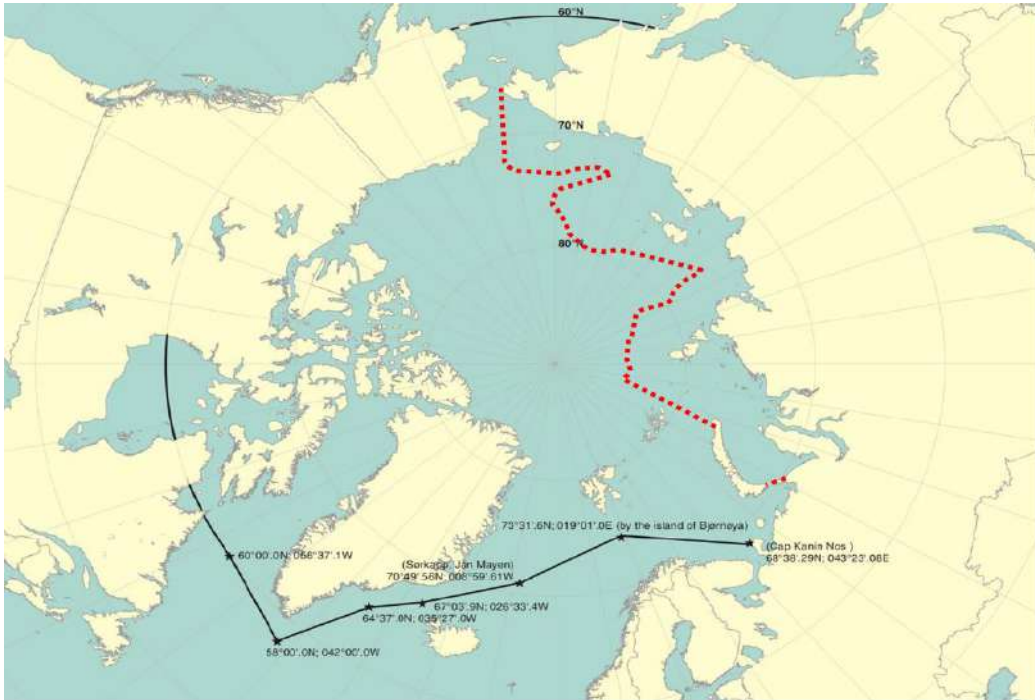 60°N
70°N
80°N
73°31'.6N; 019°01'.0E (by the island of Bjørnøya)
(Cap Kanin Nos )
68°38'.29N; 043°23'.08E
(Sørkapp, Jan Mayen)
70°49'.56N; 008°59'.61W
60°00'.0N; 056°37'.1W
67°03'.9N; 026°33'.4W
64°37'.0N; 035°27'.0W
58°00'.0N; 042°00'.0W